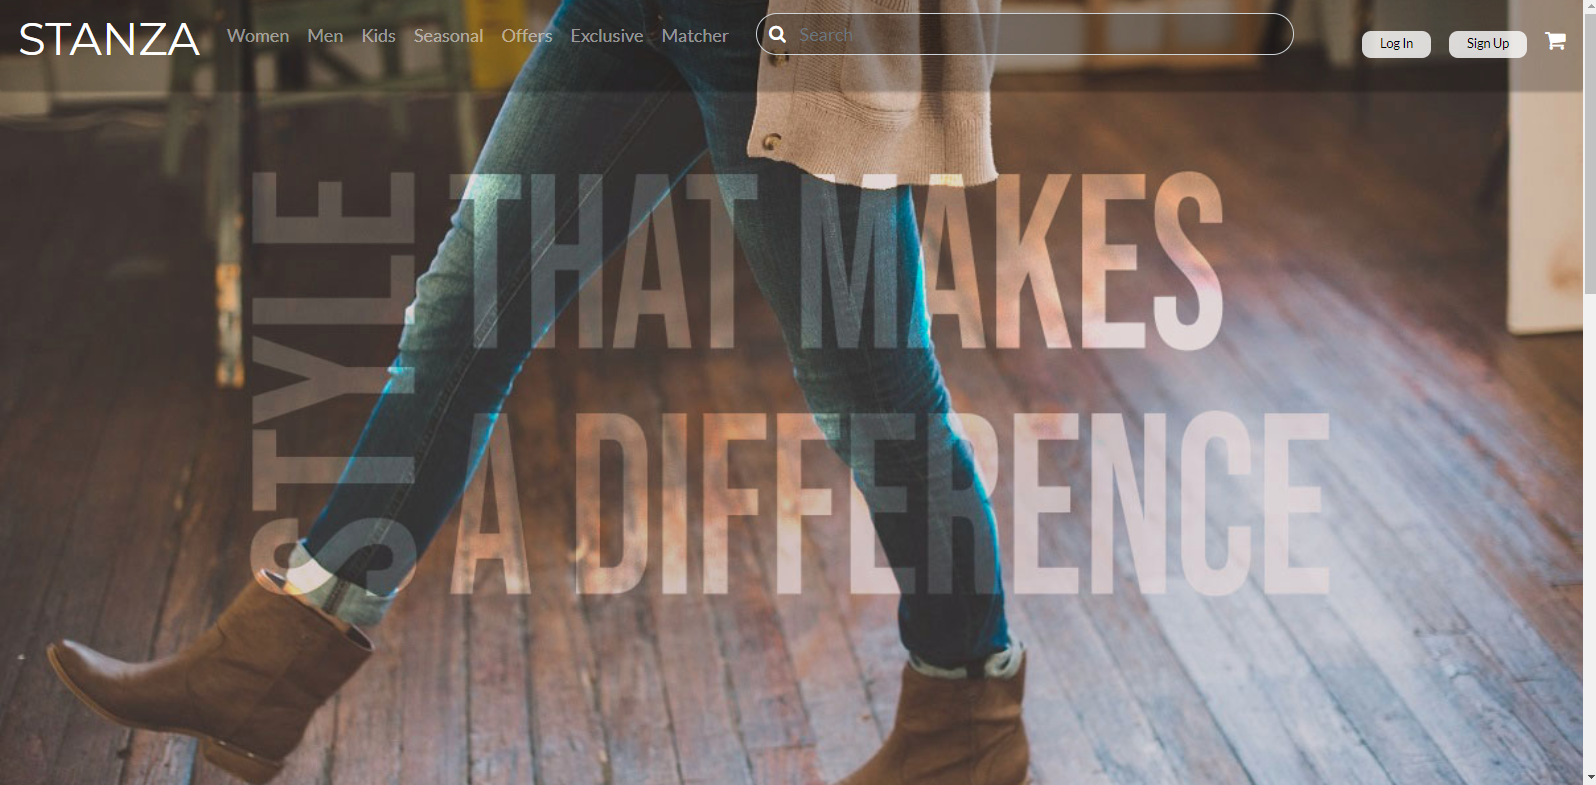 STANZA
Women Men Kids Seasonal Offers Exclusive Matcher
Search
Log In
Sign Up
STYLE
THAT MAKES
A DIFFERENCE